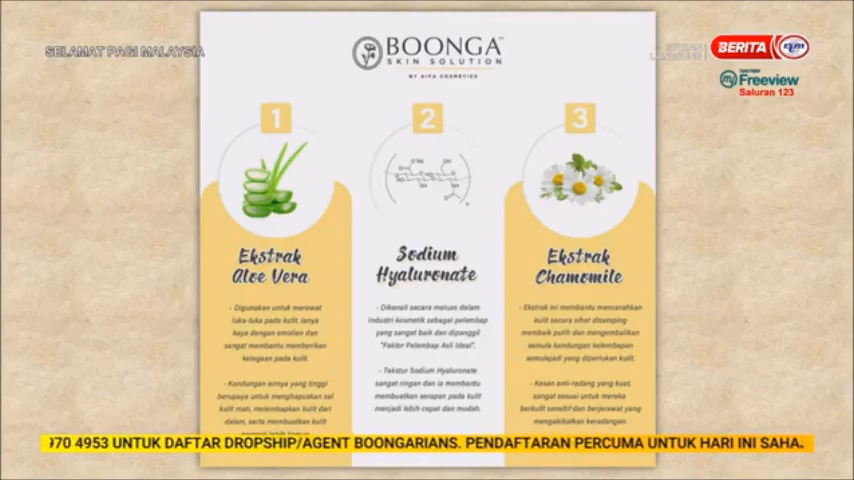 SELAMAT PAGI MALAYSIA
BERITA rtm
myFreeview
Saluran 123
BOONGA™
SKIN SOLUTION
BY AIFA COSMETICS
1
Ekstrak
Aloe Vera
- Digunakan untuk merawat
luka-luka pada kulit. Ianya
kaya dengan emolien dan
sangat membantu memberikan
kelegaan pada kulit.
- Kandungan airnya yang tinggi
berupaya untuk menghapuskan sel
kulit mati, melembapkan kulit dari
dalam, serta membuatkan kulit
2
Sodium
Hyaluronate
- Dikenali secara meluas dalam
industri kosmetik sebagai pelembap
yang sangat baik dan dipanggil
"Faktor Pelembap Asli Ideal".
- Tekstur Sodium Hyaluronate
sangat ringan dan ia membantu
membuatkan serapan pada kulit
menjadi lebih cepat dan mudah.
3
Ekstrak
Chamomile
- Ekstrak ini membantu mencerahkan
kulit secara sihat disamping
membaik pulih dan mengembalikan
semula kandungan kelembapan
semulajadi yang diperlukan kulit.
- Kesan anti-radang yang kuat,
sangat sesuai untuk mereka
berkulit sensitif dan berjerawat yang
mengakibatkan keradangan.
970 4953 UNTUK DAFTAR DROPSHIP/AGENT BOONGARIANS. PENDAFTARAN PERCUMA UNTUK HARI INI SAHA.